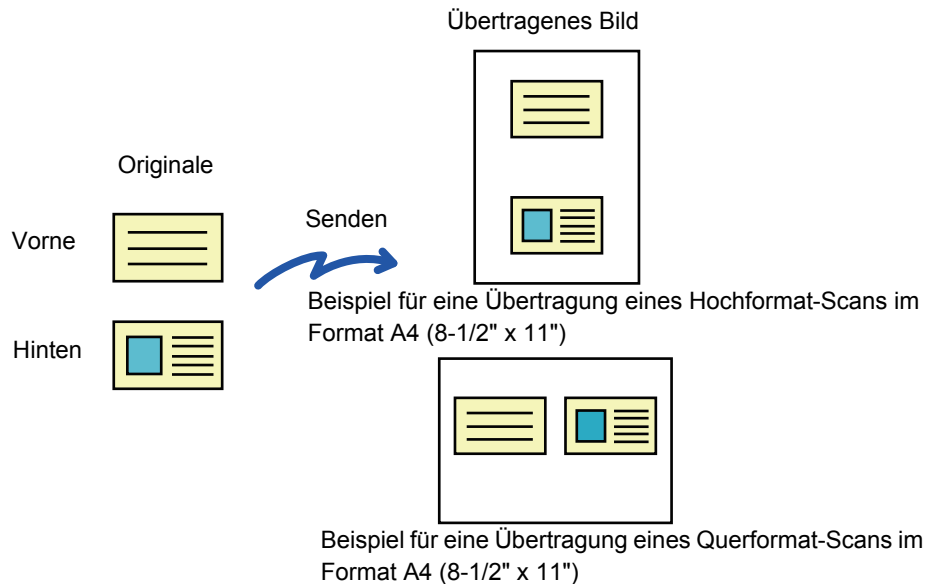 Übertragenes Bild
Originale
Vorne
Senden
Hinten
Beispiel für eine Übertragung eines Hochformat-Scans im
Format A4 (8-1/2" x 11")
Beispiel für eine Übertragung eines Querformat-Scans im
Format A4 (8-1/2" x 11")